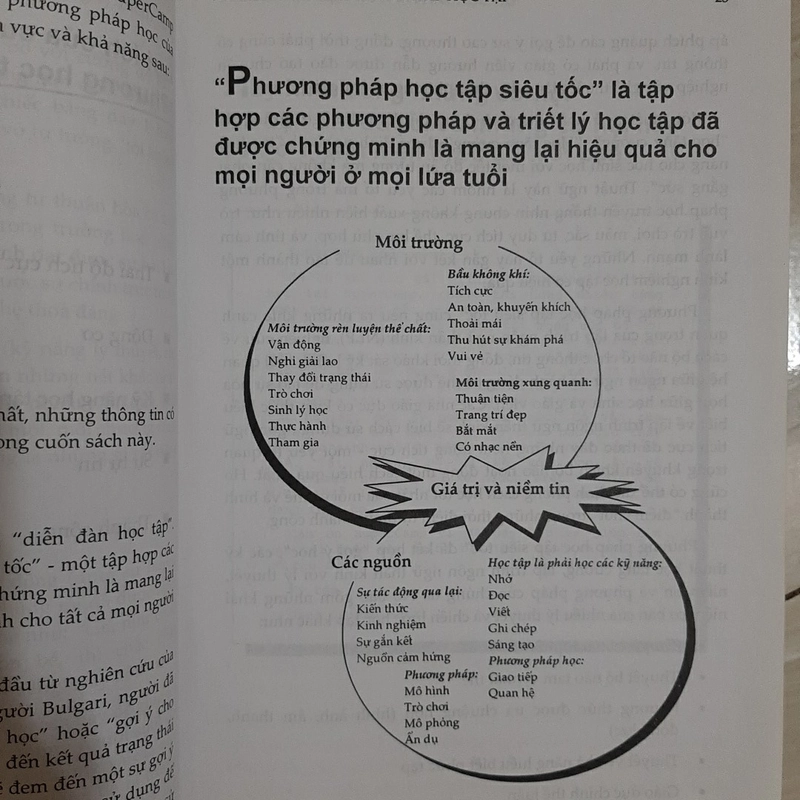 SuperCamp
phương pháp học của
vực và khả năng sau:
những thông tin có
cuốn sách này.
"diễn đàn học tập".
tốc" - một tập hợp các
chứng minh là mang lại
cho tất cả mọi người
đầu từ nghiên cứu của
người Bulgari, người đã
học" hoặc "gợi ý cho
đến kết quả trạng thái
đem đến một sự gợi ý
sử dụng để
"Phương pháp học tập siêu tốc" là tập
hợp các phương pháp và triết lý học tập đã
được chứng minh là mang lại hiệu quả cho
mọi người ở mọi lứa tuổi
Môi trường
Bầu không khí:
Tích cực
An toàn, khuyến khích
Thoải mái
Thu hút sự khám phá
Vui vẻ
Môi trường rèn luyện thể chất:
Vận động
Nghỉ giải lao
Thay đổi trạng thái
Trò chơi
Sinh lý học
Thực hành
Tham gia
Môi trường xung quanh:
Thuận tiện
Trang trí đẹp
Bắt mắt
Có nhạc nền
Giá trị và niềm tin
Các nguồn
Sự tác động qua lại:
Kiến thức
Kinh nghiệm
Sự gắn kết
Nguồn cảm hứng
Phương pháp:
Mô hình
Trò chơi
Mô phỏng
Ẩn dụ
Học tập là phải học các kỹ năng:
Nhớ
Đọc
Viết
Ghi chép
Sáng tạo
Phương pháp học:
Giao tiếp
Quan hệ